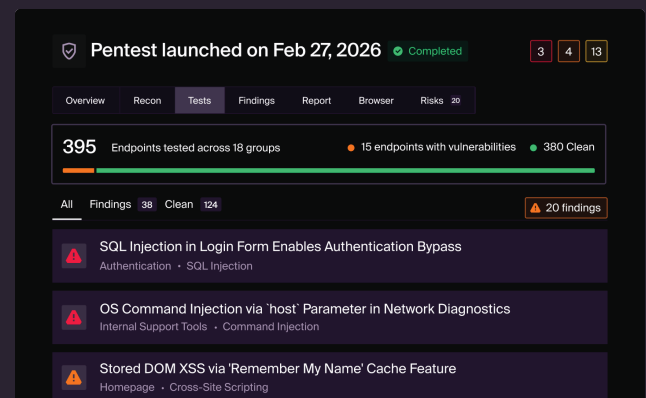 Pentest launched on Feb 27, 2026 Completed 3 4 13
Overview Recon Tests Findings Report Browser Risks 20
395 Endpoints tested across 18 groups 15 endpoints with vulnerabilities 380 Clean
All Findings 38 Clean 124 20 findings
SQL Injection in Login Form Enables Authentication Bypass
Authentication • SQL Injection
OS Command Injection via `host` Parameter in Network Diagnostics
Internal Support Tools • Command Injection
Stored DOM XSS via 'Remember My Name' Cache Feature
Homepage • Cross-Site Scripting